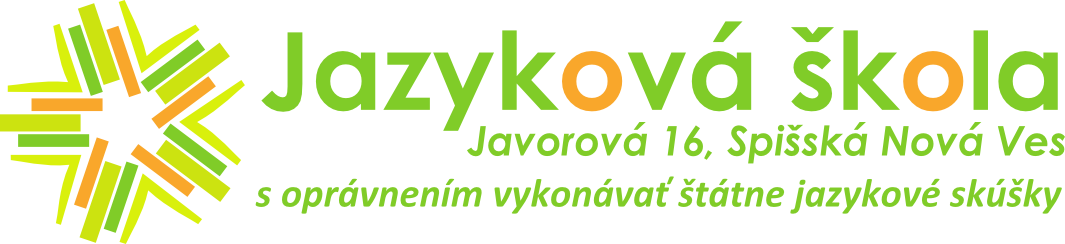 Jazyková škola
Javorová 16, Spišská Nová Ves
s oprávnením vykonávať štátne jazykové skúšky